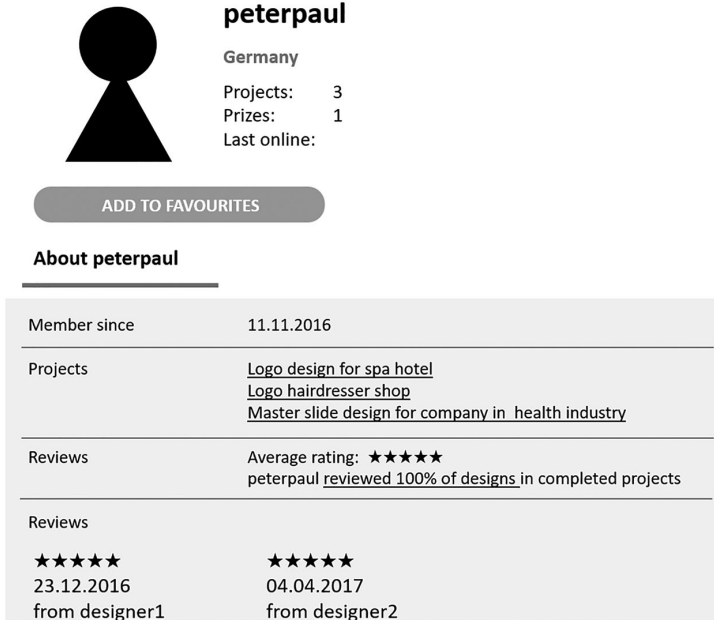 peterpaul
Germany
Projects: 3
Prizes: 1
Last online:
ADD TO FAVOURITES
About peterpaul
Member since 11.11.2016
Projects Logo design for spa hotel
Logo hairdresser shop
Master slide design for company in health industry
Reviews Average rating: ★★★★★
peterpaul reviewed 100% of designs in completed projects
Reviews
★★★★★ ★★★★★
23.12.2016 04.04.2017
from designer1 from designer2